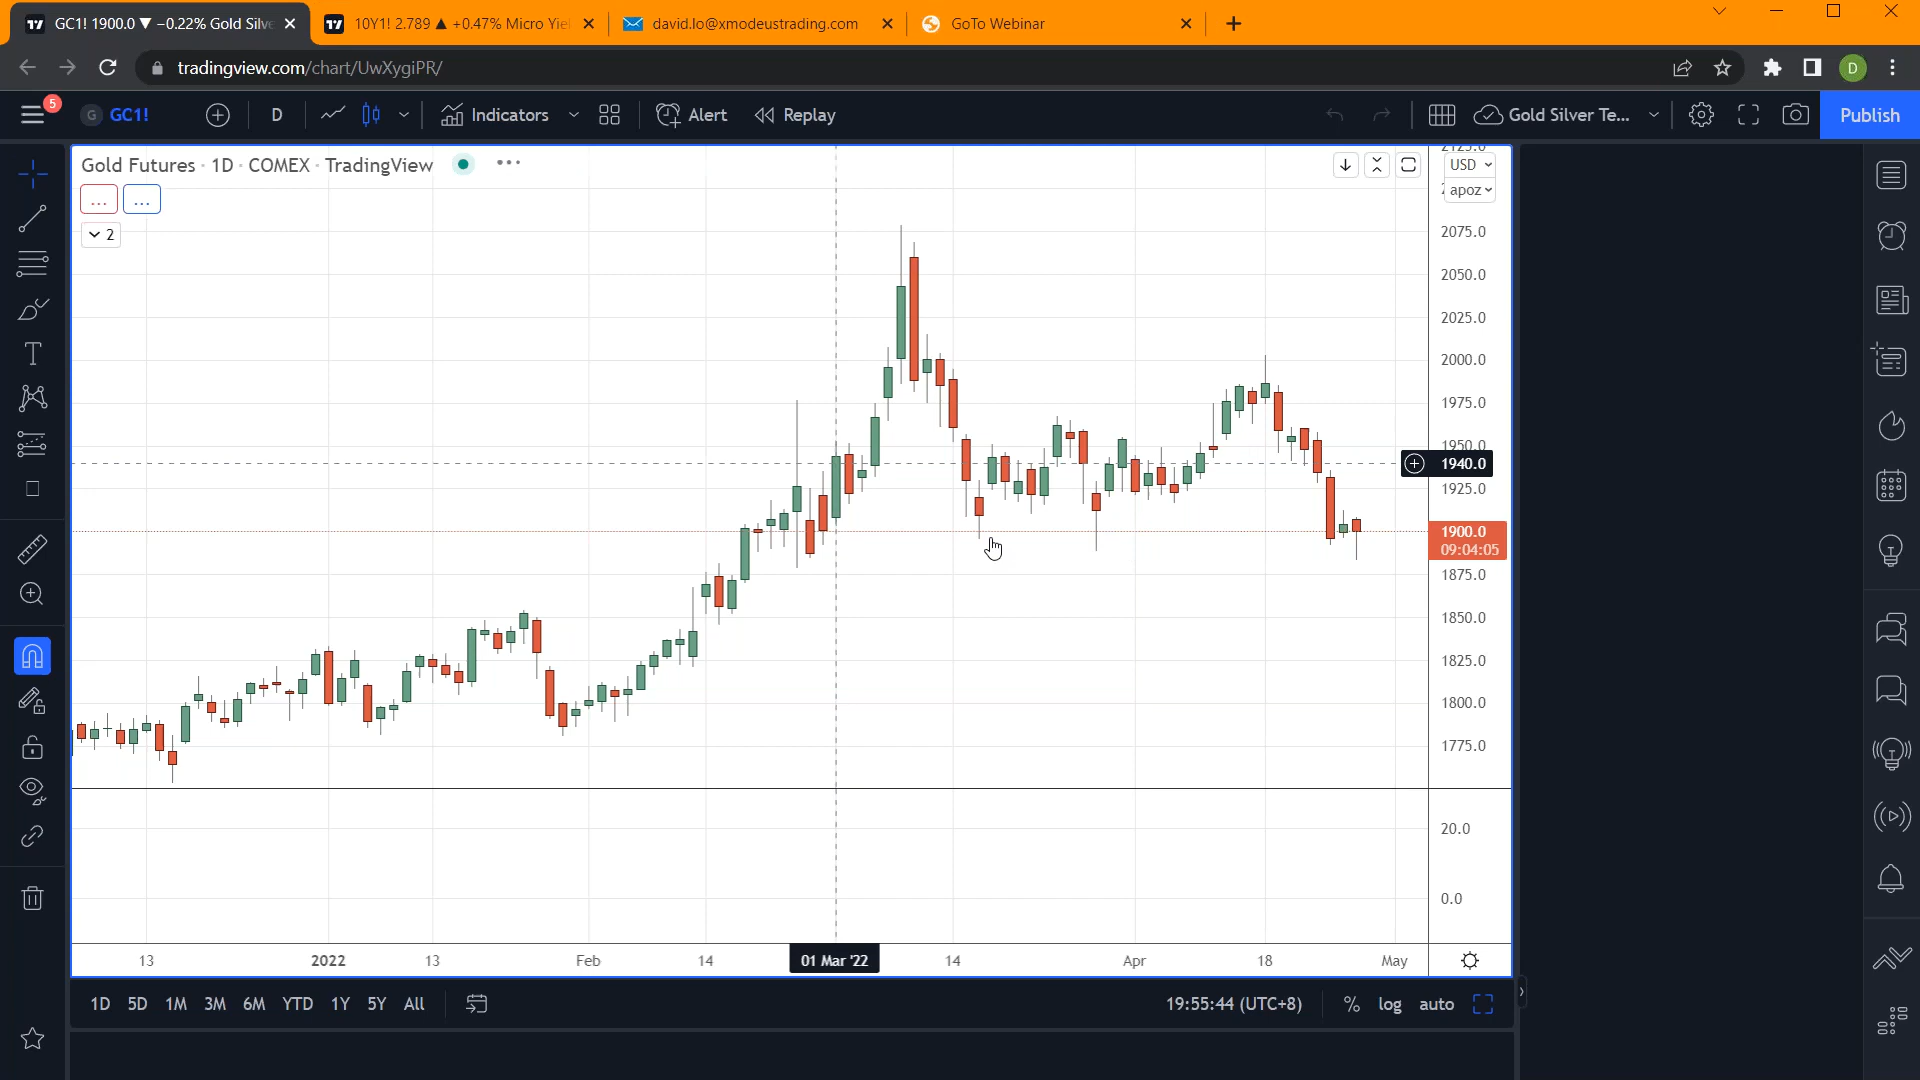 GC1! 1900.0 ▼ −0.22% Gold Silve
10Y1! 2.789 ▲ +0.47% Micro Yiel
david.lo@xmodeustrading.com
GoTo Webinar
tradingview.com/chart/UwXygiPR/
D
5
G GC1!
D
Indicators
Alert
Replay
Gold Silver Te...
Publish
Gold Futures · 1D · COMEX · TradingView
...
...
2
USD
apoz
2075.0
2050.0
2025.0
2000.0
1975.0
1950.0
1940.0
1925.0
1900.0
09:04:05
1875.0
1850.0
1825.0
1800.0
1775.0
20.0
0.0
13
2022
13
Feb
14
01 Mar '22
14
Apr
18
May
1D 5D 1M 3M 6M YTD 1Y 5Y All
19:55:44 (UTC+8)
% log auto